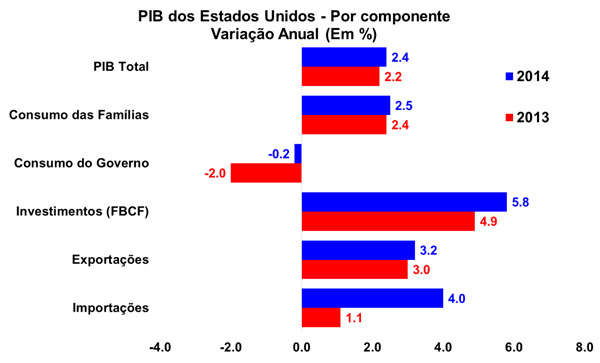 PIB dos Estados Unidos - Por componente
Variação Anual (Em %)
PIB Total
2.4
2.2
2014
2013
Consumo das Famílias
2.5
2.4
Consumo do Governo
-0.2
-2.0
Investimentos (FBCF)
5.8
4.9
Exportações
3.2
3.0
Importações
4.0
1.1
-4.0 -2.0 0.0 2.0 4.0 6.0 8.0